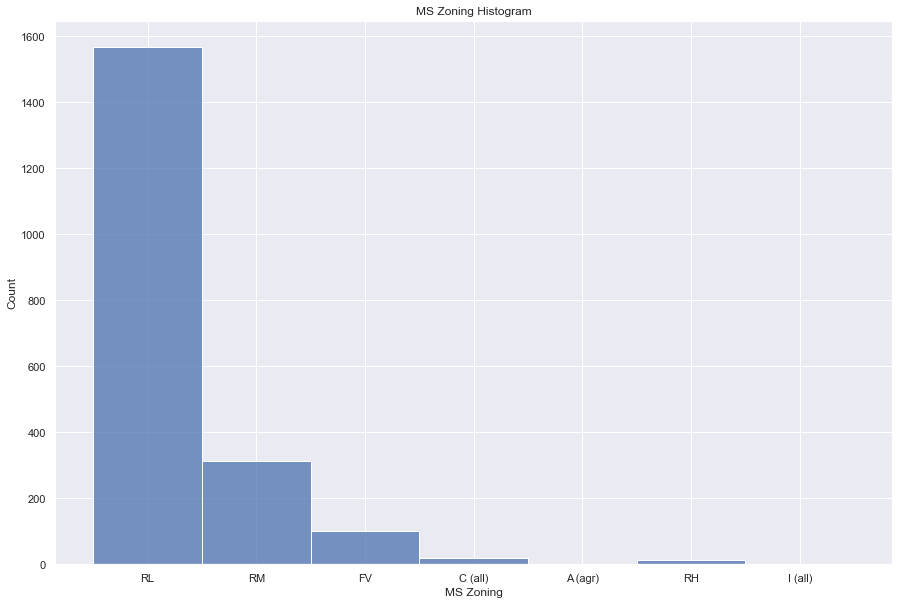 MS Zoning Histogram
1600
1400
1200
1000
800
600
400
200
0
Count
RL RM FV C (all) A (agr) RH I (all)
MS Zoning